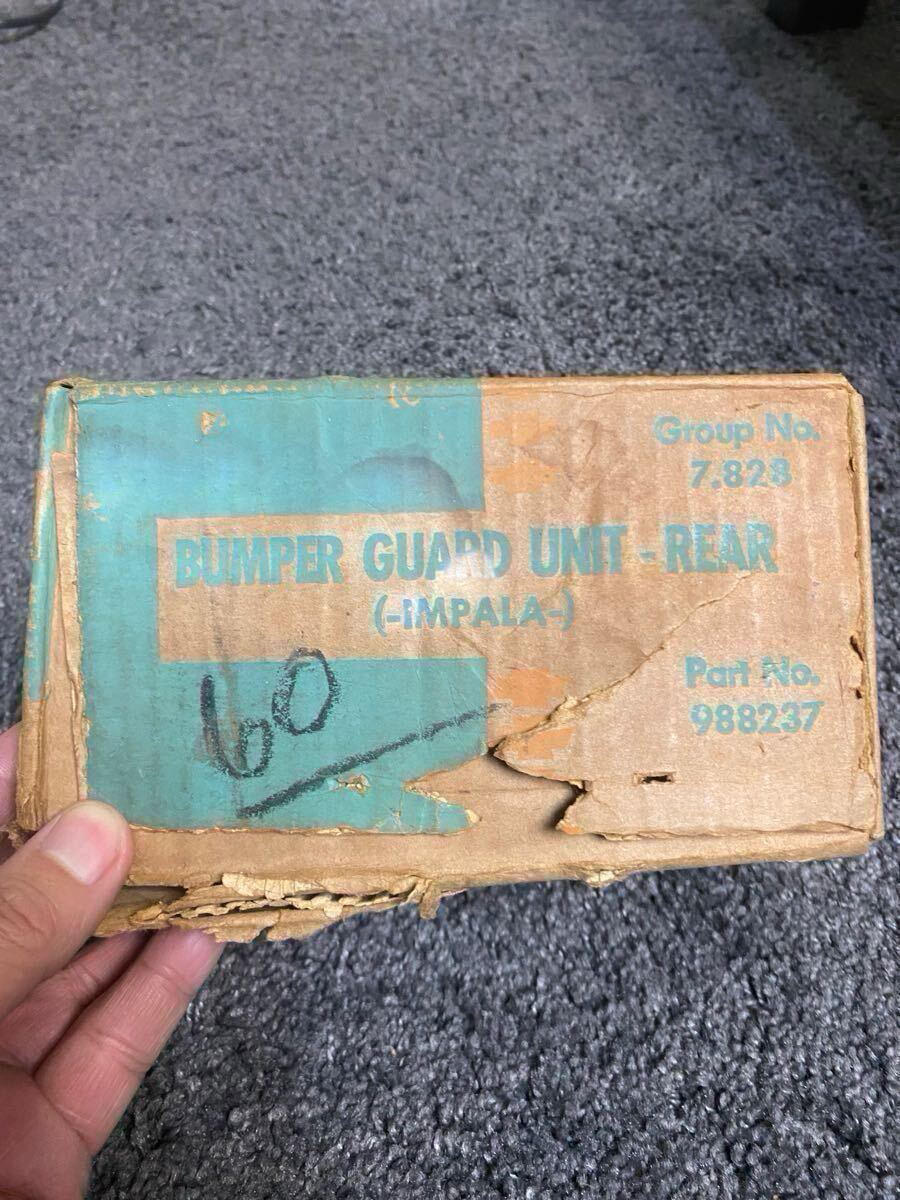 Group No.
7.828
BUMPER GUARD UNIT - REAR
(-IMPALA-)
Part No.
988237
60